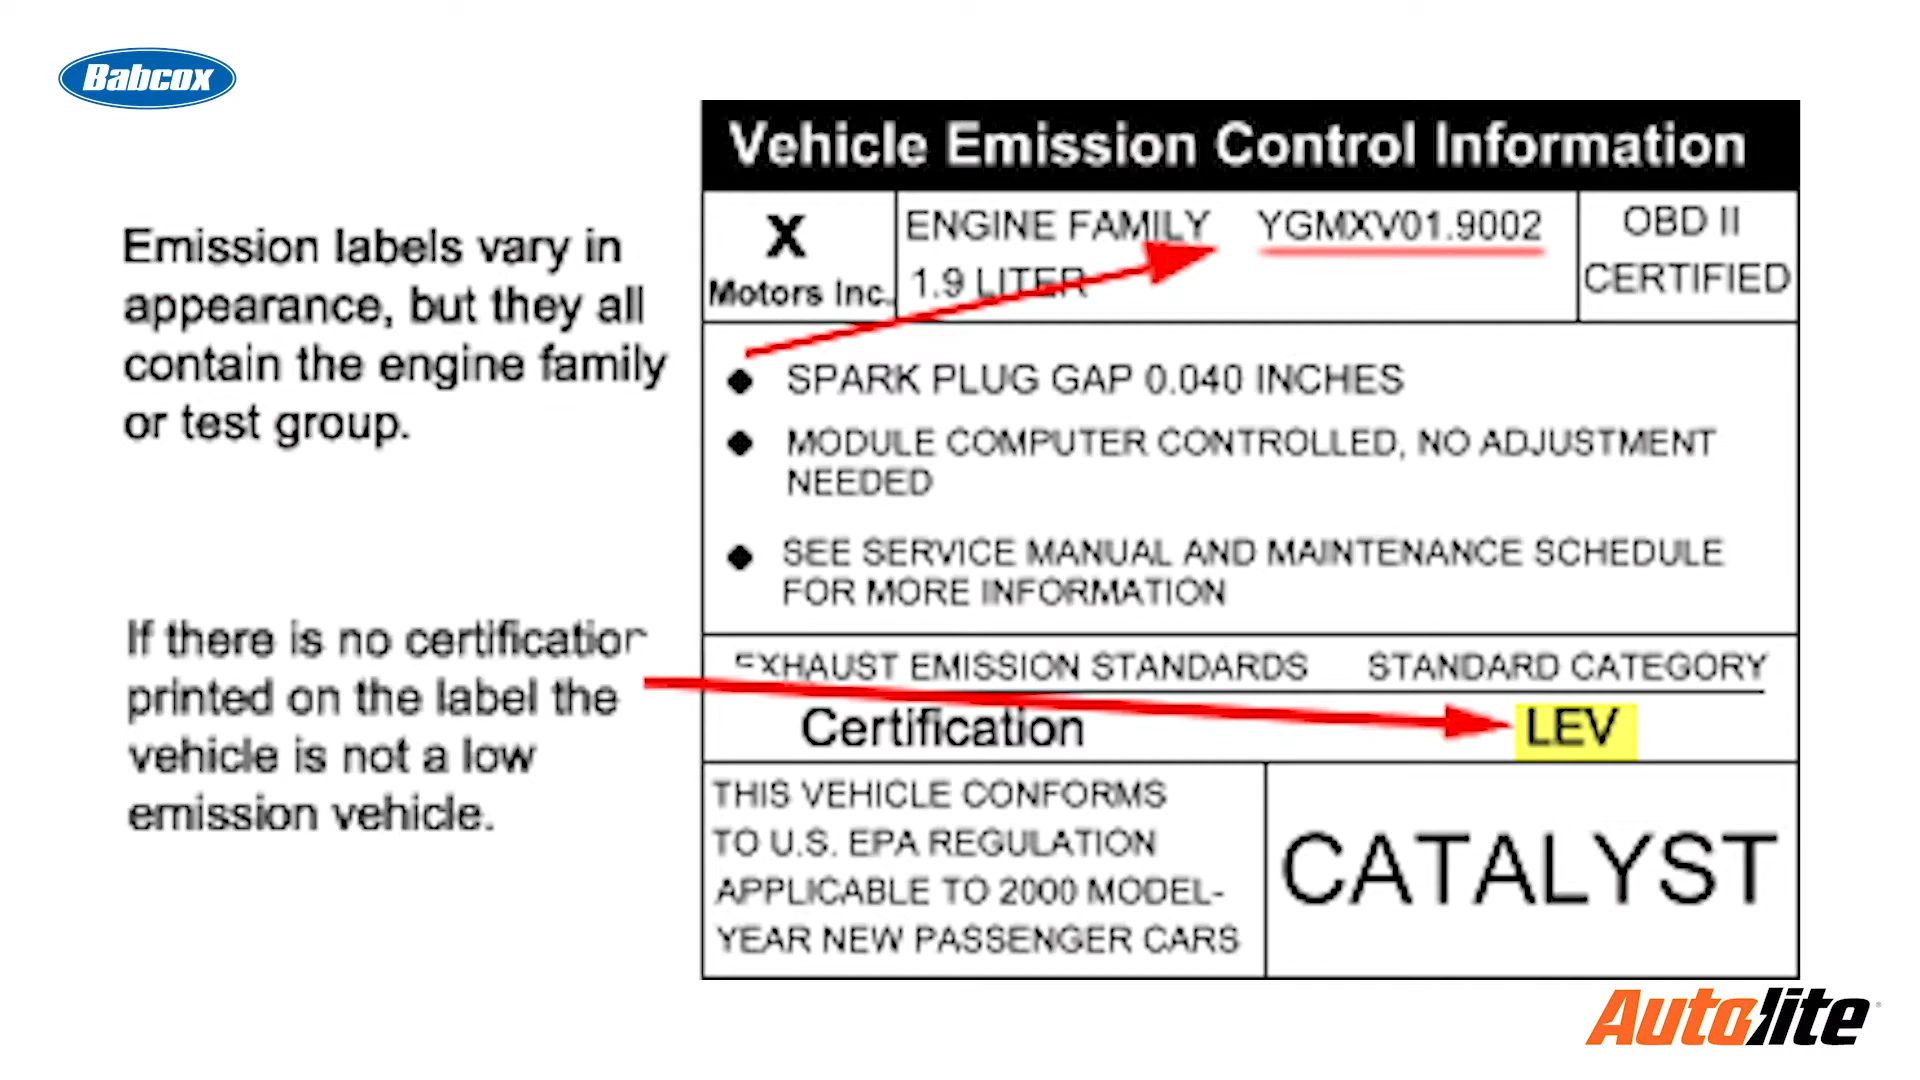 Babcox
Vehicle Emission Control Information
X
Motors Inc.
ENGINE FAMILY YGMXV01.9002
1.9 LITER
OBD II
CERTIFIED
Emission labels vary in
appearance, but they all
contain the engine family
or test group.
SPARK PLUG GAP 0.040 INCHES
MODULE COMPUTER CONTROLLED, NO ADJUSTMENT
NEEDED
SEE SERVICE MANUAL AND MAINTENANCE SCHEDULE
FOR MORE INFORMATION
If there is no certification
printed on the label the
vehicle is not a low
emission vehicle.
EXHAUST EMISSION STANDARDS STANDARD CATEGORY
Certification LEV
THIS VEHICLE CONFORMS
TO U.S. EPA REGULATION
APPLICABLE TO 2000 MODEL-
YEAR NEW PASSENGER CARS
CATALYST
Autolite